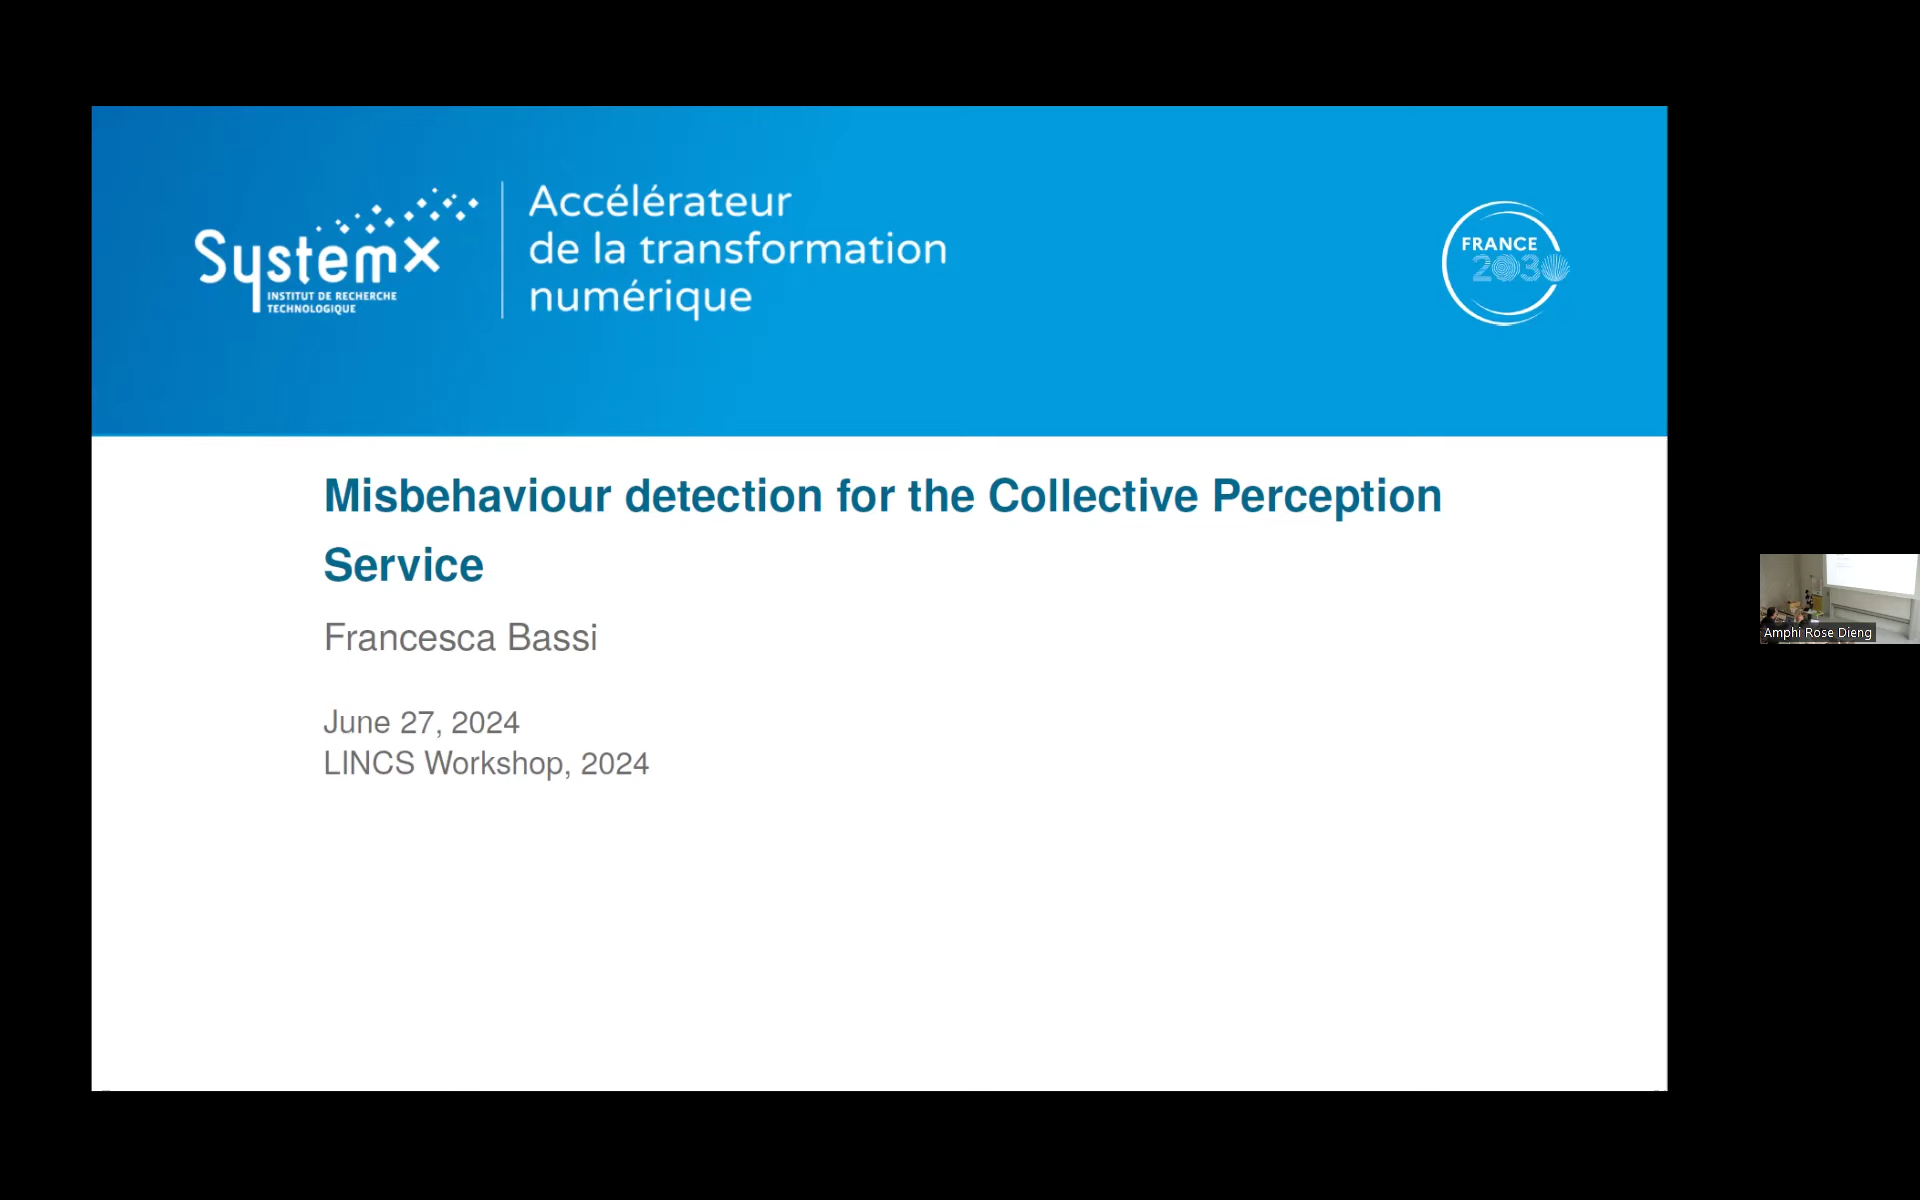 SystemX
INSTITUT DE RECHERCHE
TECHNOLOGIQUE
Accélérateur
de la transformation
numérique
FRANCE
2030
Misbehaviour detection for the Collective Perception
Service
Francesca Bassi
June 27, 2024
LINCS Workshop, 2024
Amphi Rose Dieng